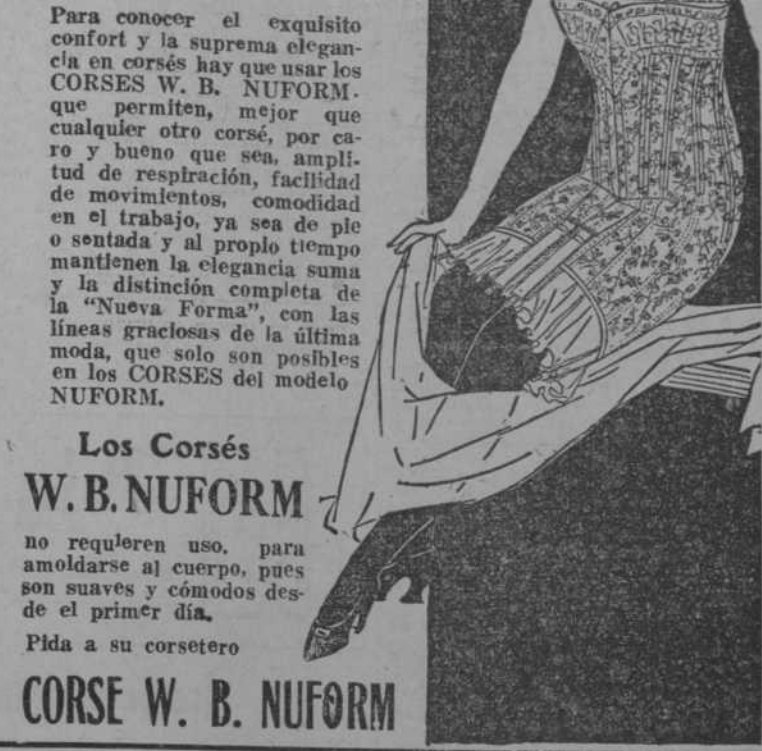 Para conocer el exquisito
confort y la suprema elegan-
cia en corsés hay que usar los
CORSES W. B. NUFORM.
que permiten, mejor que
cualquier otro corsé, por ca-
ro y bueno que sea, ampli-
tud de respiración, facilidad
de movimientos, comodidad
en el trabajo, ya sea de pie
o sentada y al propio tiempo
mantienen la elegancia suma
y la distinción completa de
la "Nueva Forma", con las
líneas graciosas de la última
moda, que solo son posibles
en los CORSES del modelo
NUFORM.
Los Corsés
W. B. NUFORM
no requieren uso. para
amoldarse al cuerpo, pues
son suaves y cómodos des-
de el primer día.
Pida a su corsetero
CORSE W. B. NUFORM